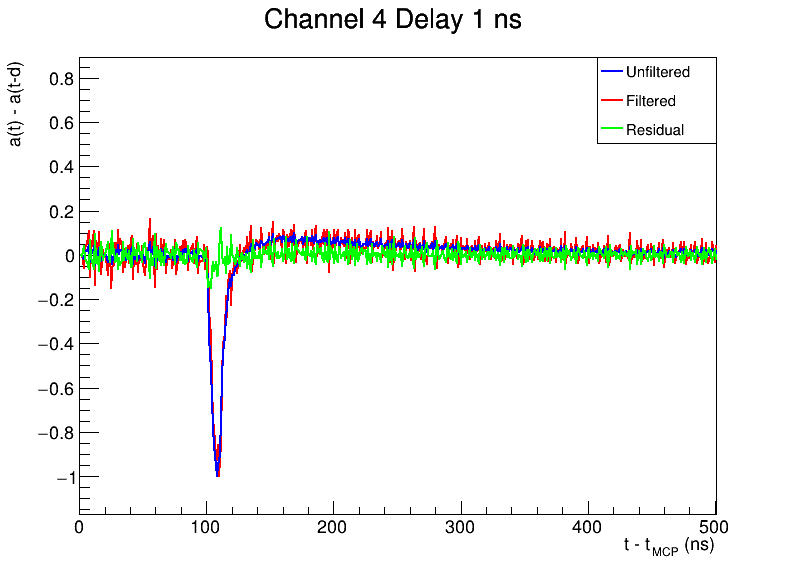 Channel 4 Delay 1 ns
a(t) - a(t-d)
Unfiltered
Filtered
Residual
0.8
0.6
0.4
0.2
0
−0.2
−0.4
−0.6
−0.8
−1
0 100 200 300 400 500
t - tMCP (ns)